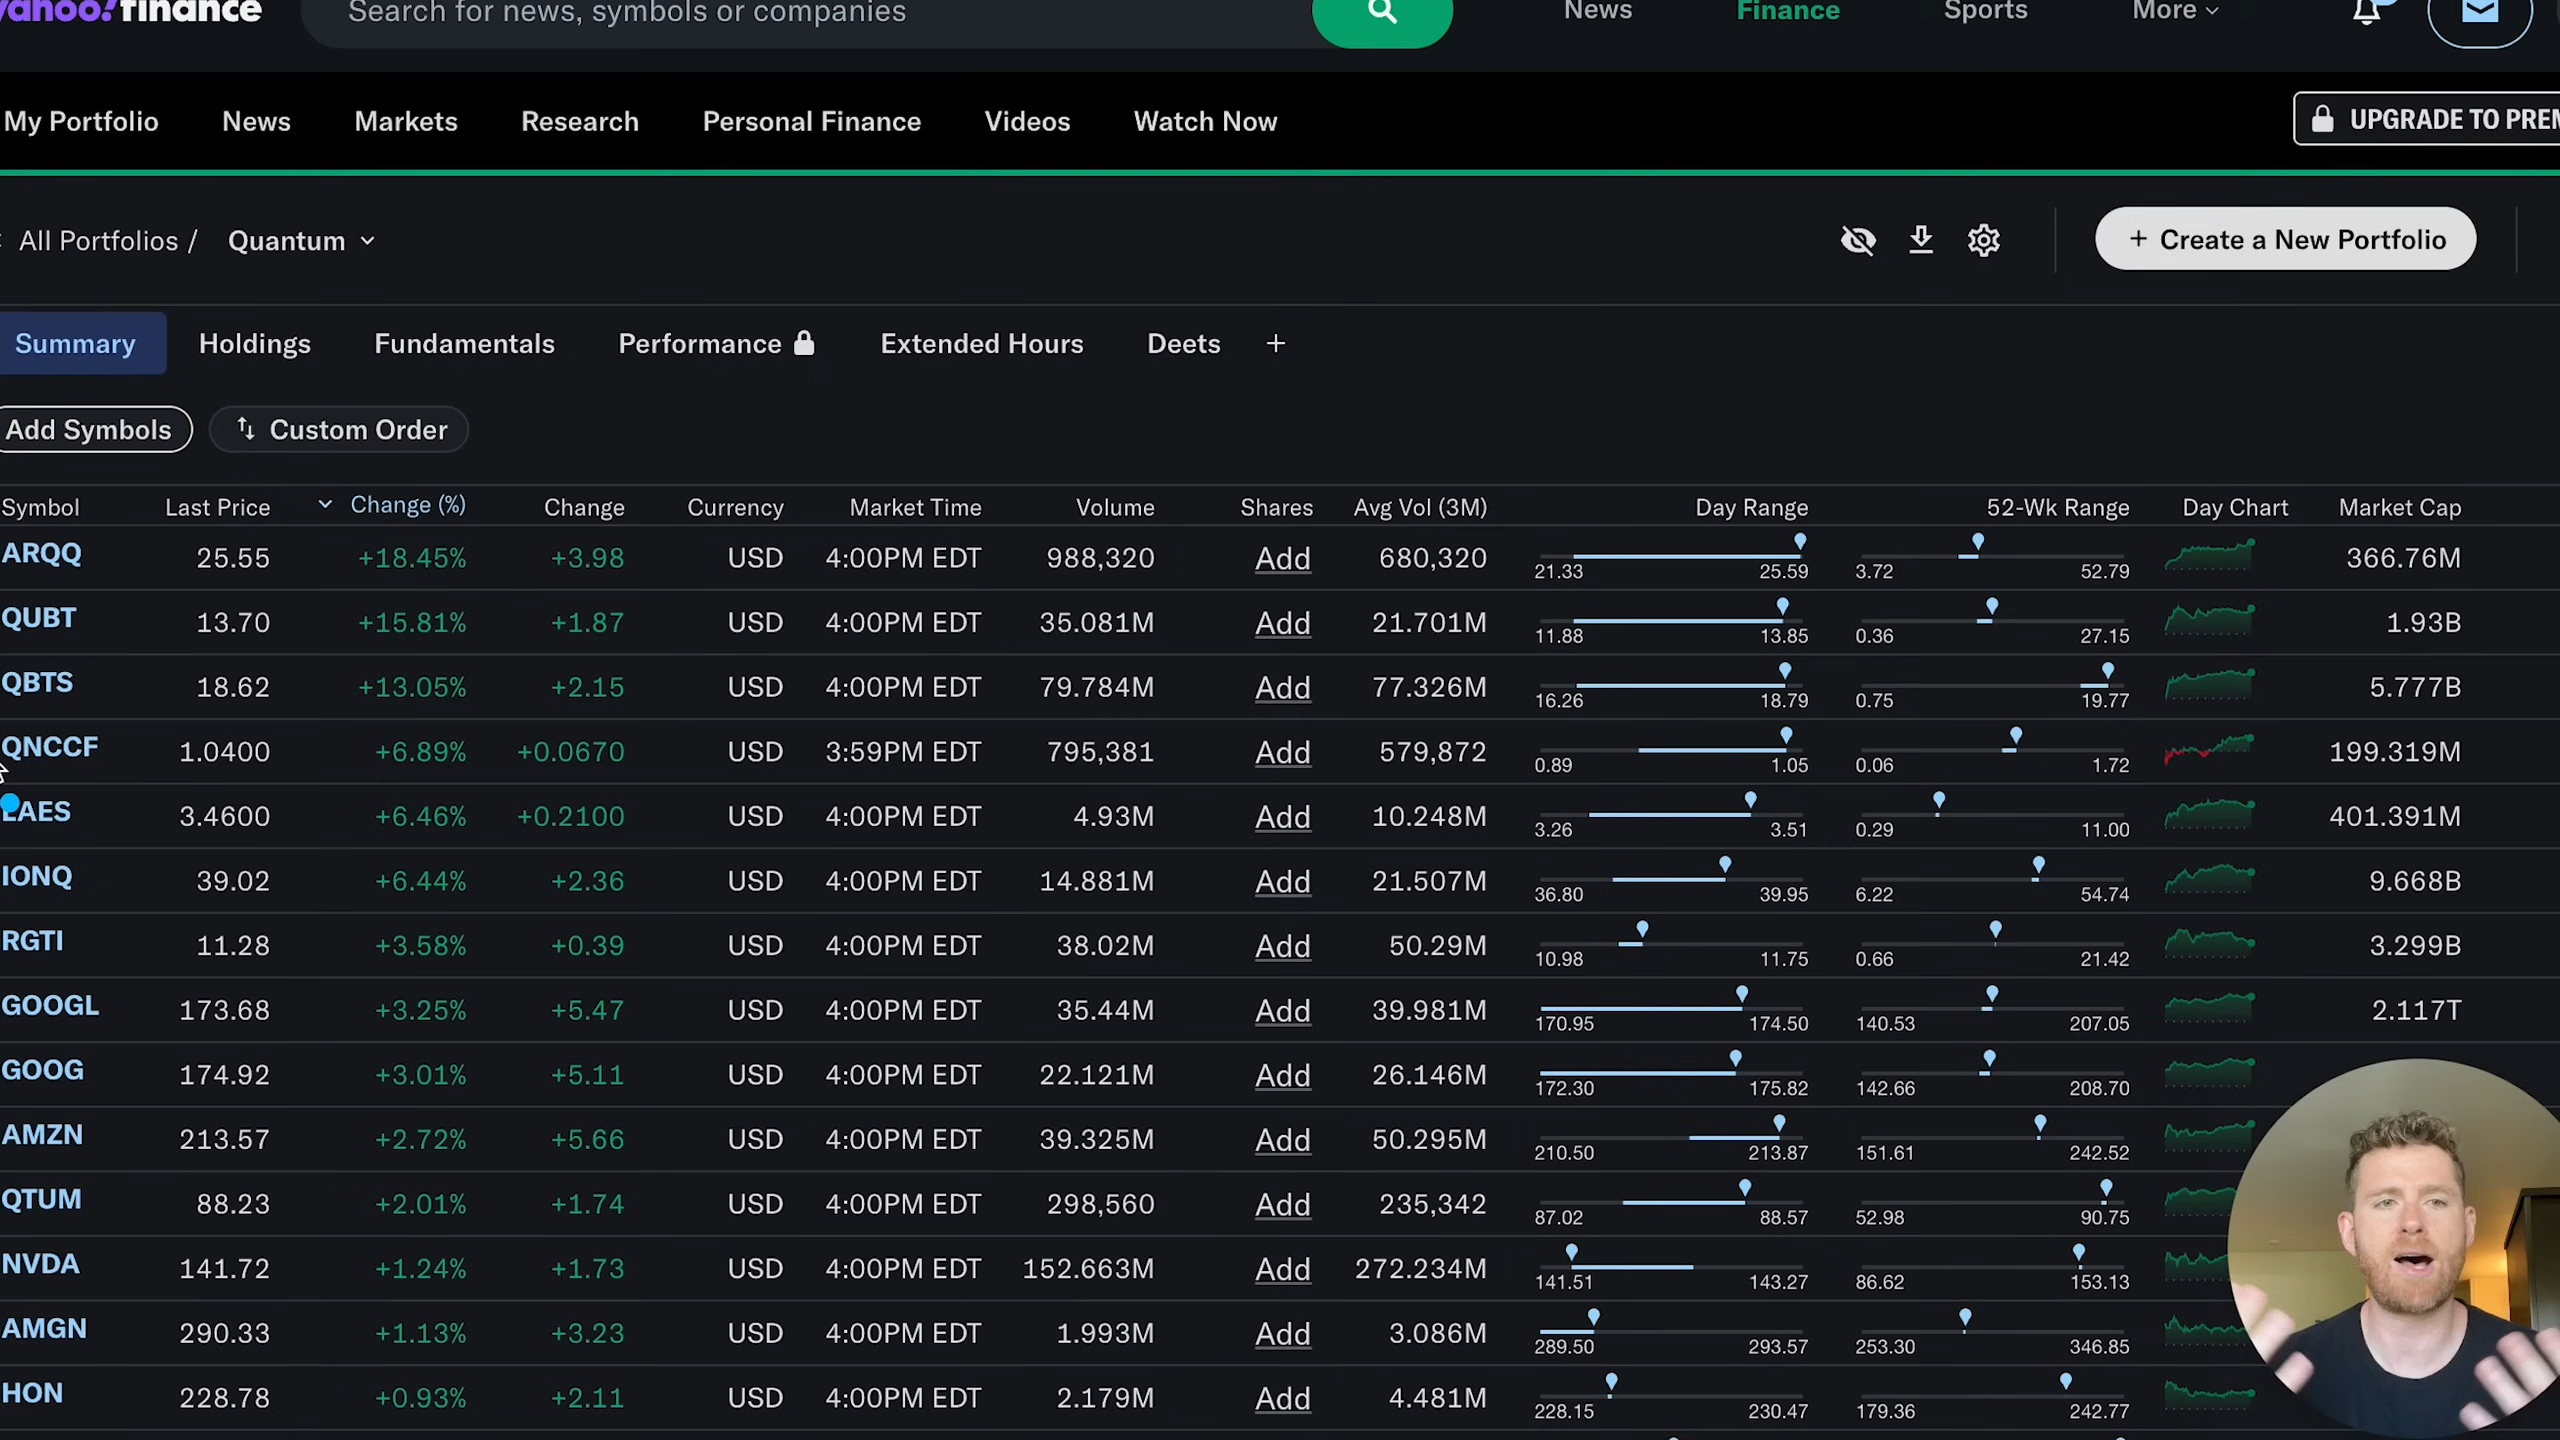 yahoo!finance Search for news, symbols or companies News Finance Sports More
My Portfolio News Markets Research Personal Finance Videos Watch Now UPGRADE TO PREM
All Portfolios / Quantum + Create a New Portfolio
Summary Holdings Fundamentals Performance Extended Hours Deets +
Add Symbols Custom Order
Symbol Last Price Change (%) Change Currency Market Time Volume Shares Avg Vol (3M) Day Range 52-Wk Range Day Chart Market Cap
ARQQ 25.55 +18.45% +3.98 USD 4:00PM EDT 988,320 Add 680,320 21.33 25.59 3.72 52.79 366.76M
QUBT 13.70 +15.81% +1.87 USD 4:00PM EDT 35.081M Add 21.701M 11.88 13.85 0.36 27.15 1.93B
QBTS 18.62 +13.05% +2.15 USD 4:00PM EDT 79.784M Add 77.326M 16.26 18.79 0.75 19.77 5.777B
QNCCF 1.0400 +6.89% +0.0670 USD 3:59PM EDT 795,381 Add 579,872 0.89 1.05 0.06 1.72 199.319M
LAES 3.4600 +6.46% +0.2100 USD 4:00PM EDT 4.93M Add 10.248M 3.26 3.51 0.29 11.00 401.391M
IONQ 39.02 +6.44% +2.36 USD 4:00PM EDT 14.881M Add 21.507M 36.80 39.95 6.22 54.74 9.668B
RGTI 11.28 +3.58% +0.39 USD 4:00PM EDT 38.02M Add 50.29M 10.98 11.75 0.66 21.42 3.299B
GOOGL 173.68 +3.25% +5.47 USD 4:00PM EDT 35.44M Add 39.981M 170.95 174.50 140.53 207.05 2.117T
GOOG 174.92 +3.01% +5.11 USD 4:00PM EDT 22.121M Add 26.146M 172.30 175.82 142.66 208.70
AMZN 213.57 +2.72% +5.66 USD 4:00PM EDT 39.325M Add 50.295M 210.50 213.87 151.61 242.52
QTUM 88.23 +2.01% +1.74 USD 4:00PM EDT 298,560 Add 235,342 87.02 88.57 52.98 90.75
NVDA 141.72 +1.24% +1.73 USD 4:00PM EDT 152.663M Add 272.234M 141.51 143.27 86.62 153.13
AMGN 290.33 +1.13% +3.23 USD 4:00PM EDT 1.993M Add 3.086M 289.50 293.57 253.30 346.85
HON 228.78 +0.93% +2.11 USD 4:00PM EDT 2.179M Add 4.481M 228.15 230.47 179.36 242.77